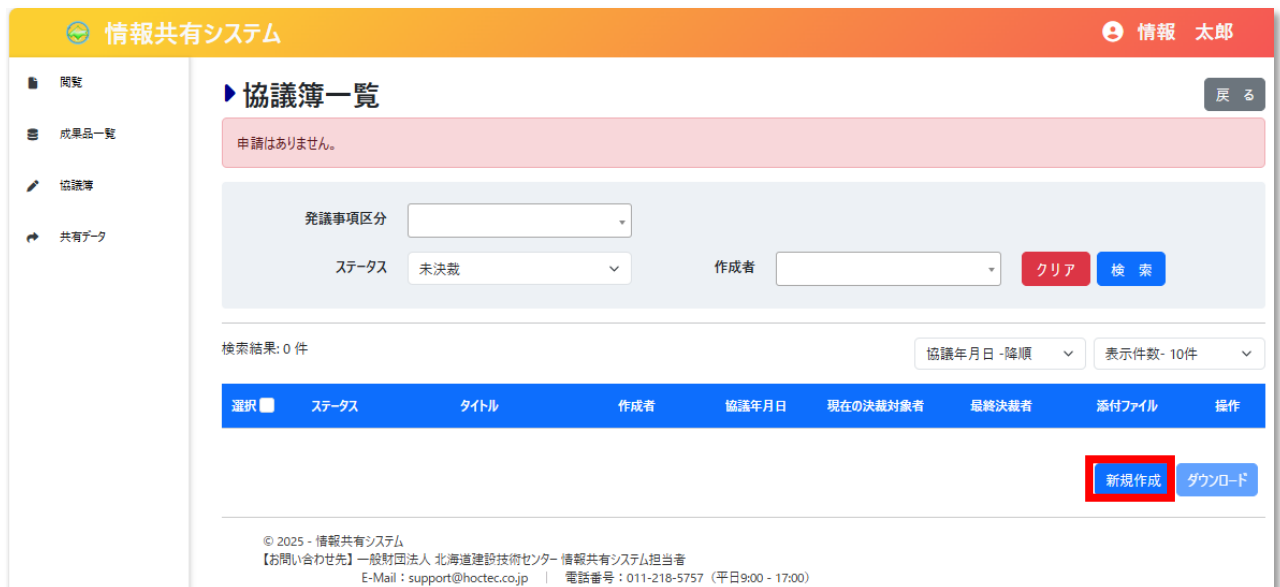 情報共有システム
情報　太郎
閲覧
成果品一覧
協議簿
共有データ
協議簿一覧
戻 る
申請はありません。
発議事項区分
ステータス 未決裁 作成者 クリア 検 索
検索結果: 0 件
協議年月日 -降順 表示件数- 10件
選択 ステータス タイトル 作成者 協議年月日 現在の決裁対象者 最終決裁者 添付ファイル 操作
新規作成 ダウンロード
© 2025 - 情報共有システム
【お問い合わせ先】一般財団法人 北海道建設技術センター 情報共有システム担当者
E-Mail：support@hoctec.co.jp ｜ 電話番号：011-218-5757（平日9:00 - 17:00）